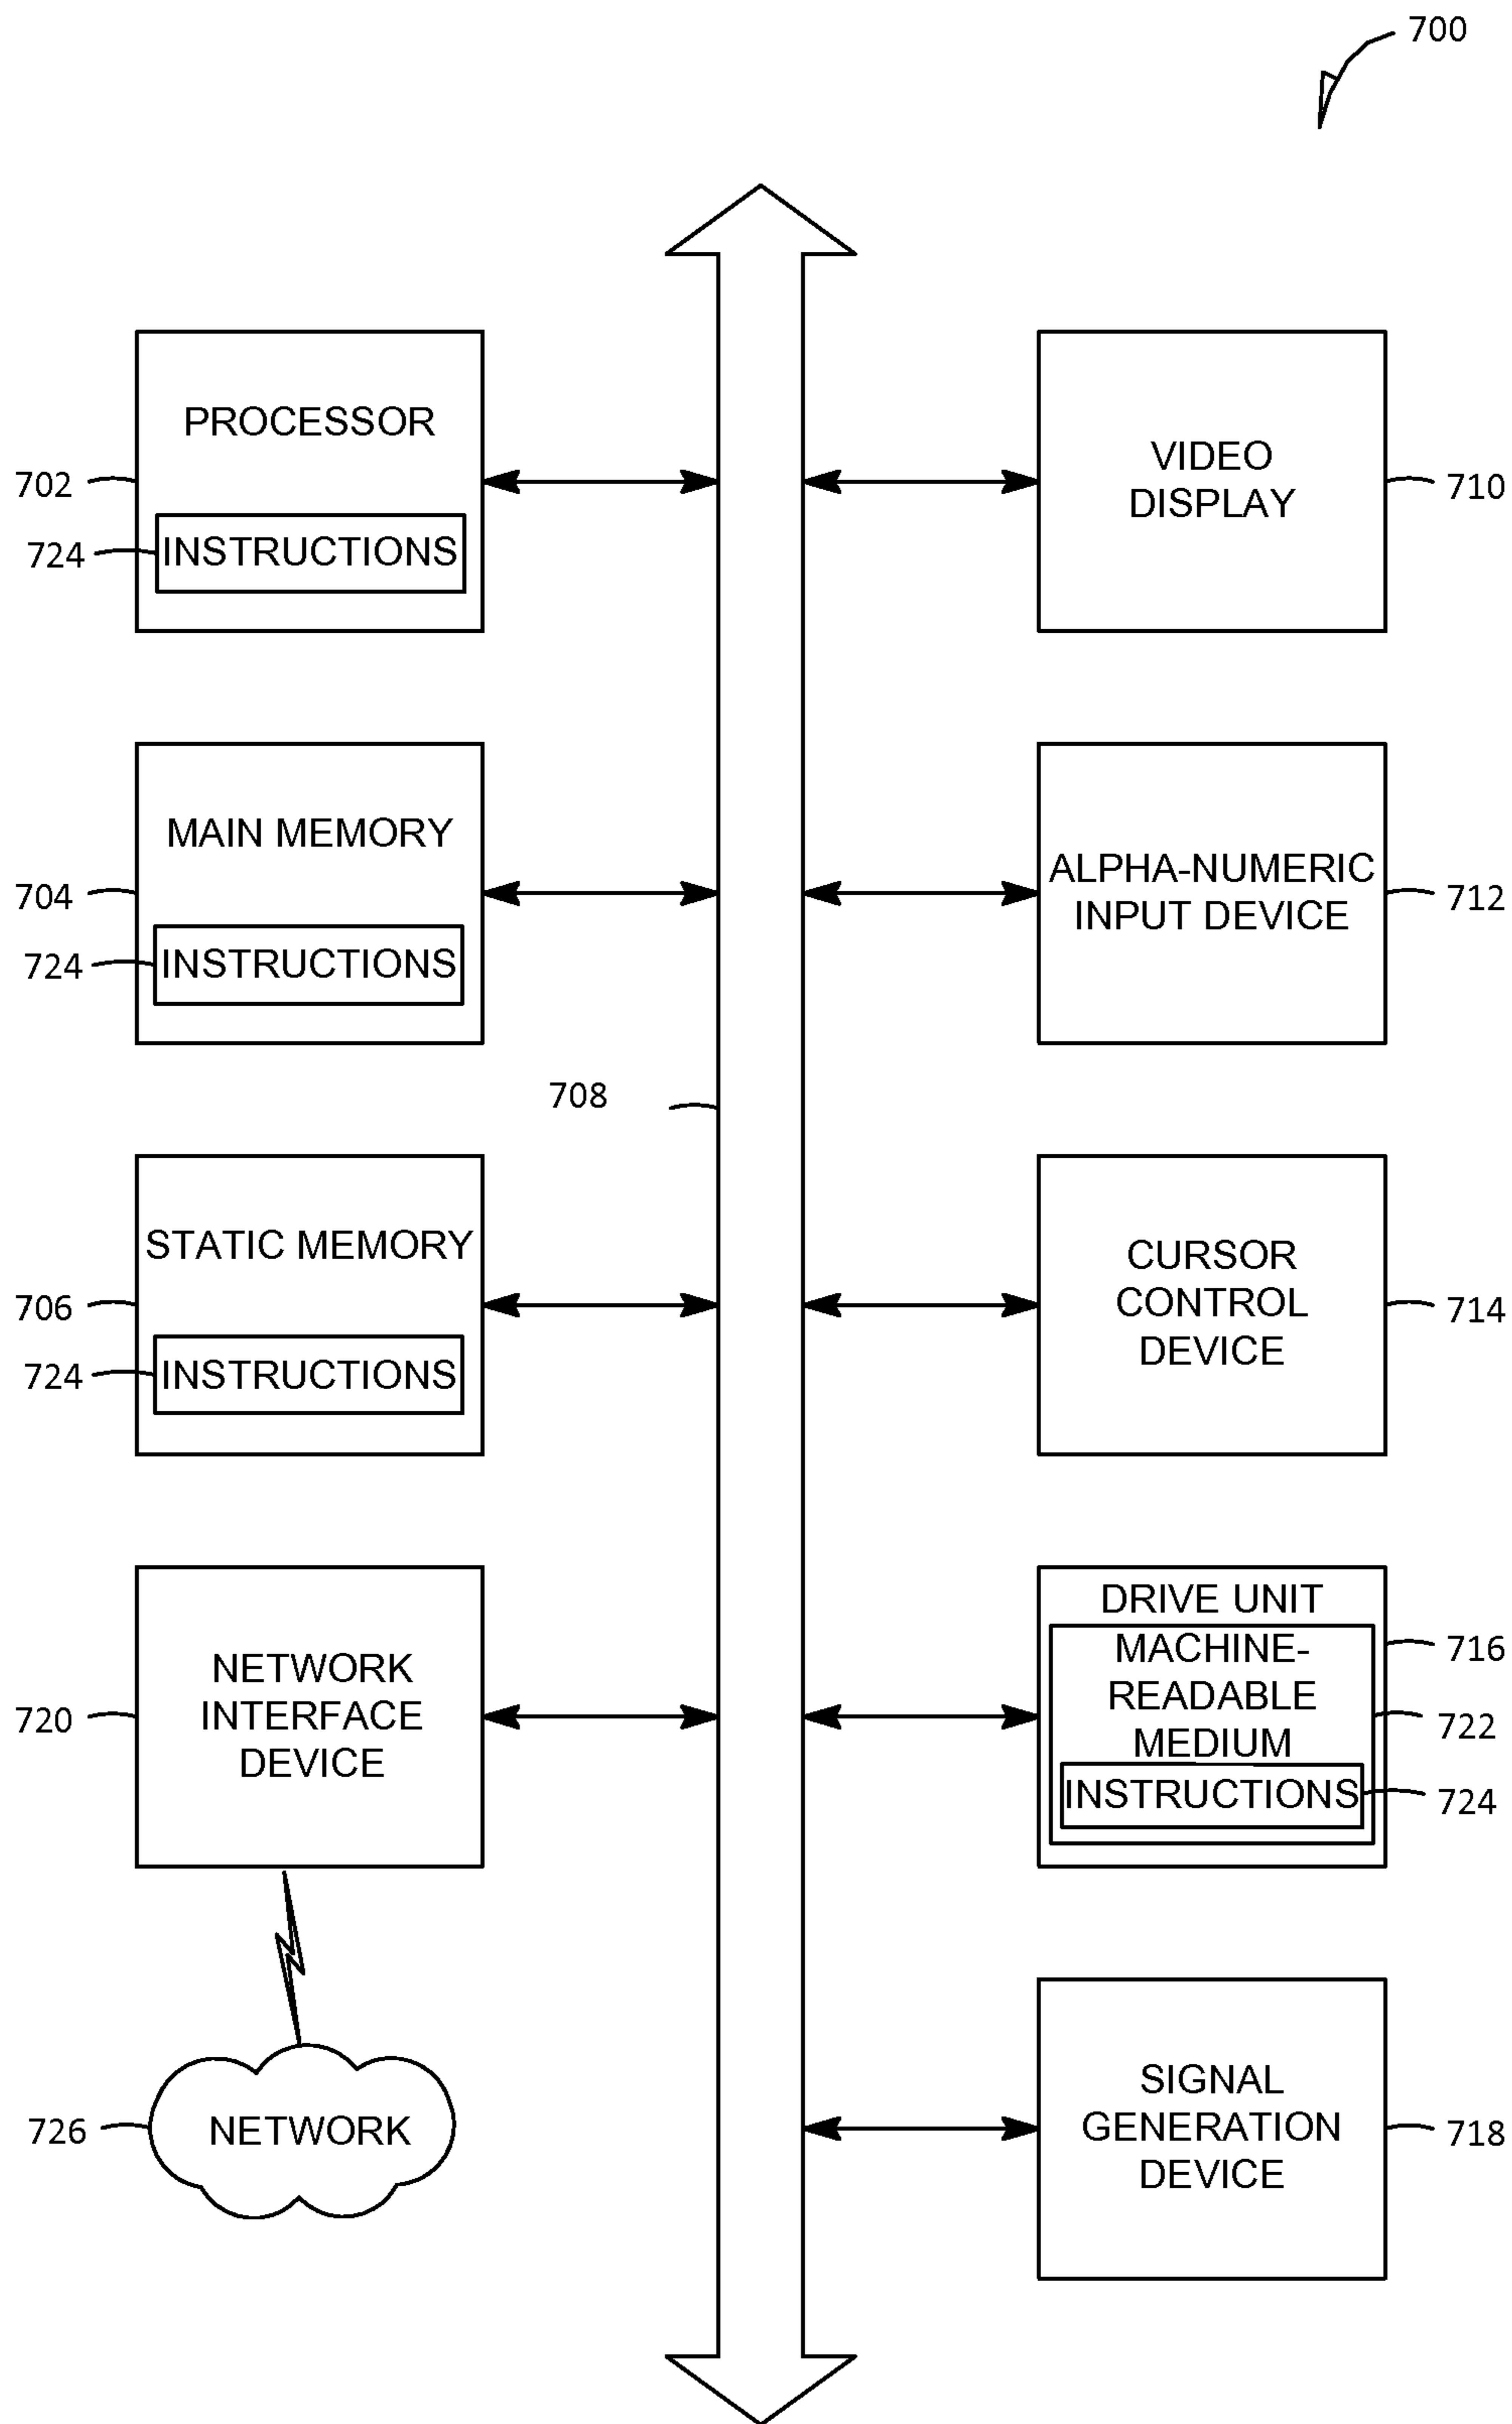 700
PROCESSOR
702
724
INSTRUCTIONS
VIDEO
DISPLAY
710
MAIN MEMORY
704
724
INSTRUCTIONS
ALPHA-NUMERIC
INPUT DEVICE
712
708
STATIC MEMORY
706
724
INSTRUCTIONS
CURSOR
CONTROL
DEVICE
714
NETWORK
INTERFACE
DEVICE
720
DRIVE UNIT
716
MACHINE-
READABLE
MEDIUM
722
INSTRUCTIONS
724
726
NETWORK
SIGNAL
GENERATION
DEVICE
718